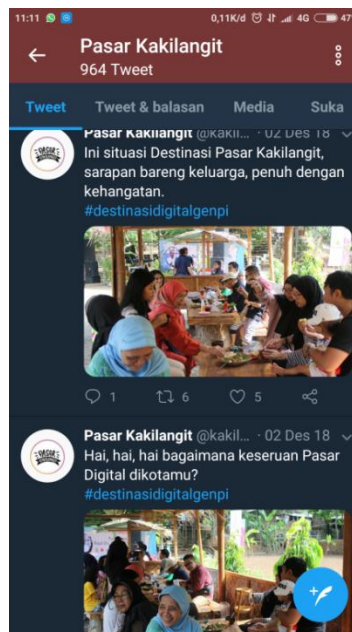 11:11 0,11K/d 4G 47
Pasar Kakilangit
964 Tweet
Tweet Tweet & balasan Media Suka
Pasar Kakilangit @kakil... · 02 Des 18
Ini situasi Destinasi Pasar Kakilangit,
sarapan bareng keluarga, penuh dengan
kehangatan.
#destinasidigitalgenpi
1 6 5
Pasar Kakilangit @kakil... · 02 Des 18
Hai, hai, hai bagaimana keseruan Pasar
Digital dikotamu?
#destinasidigitalgenpi